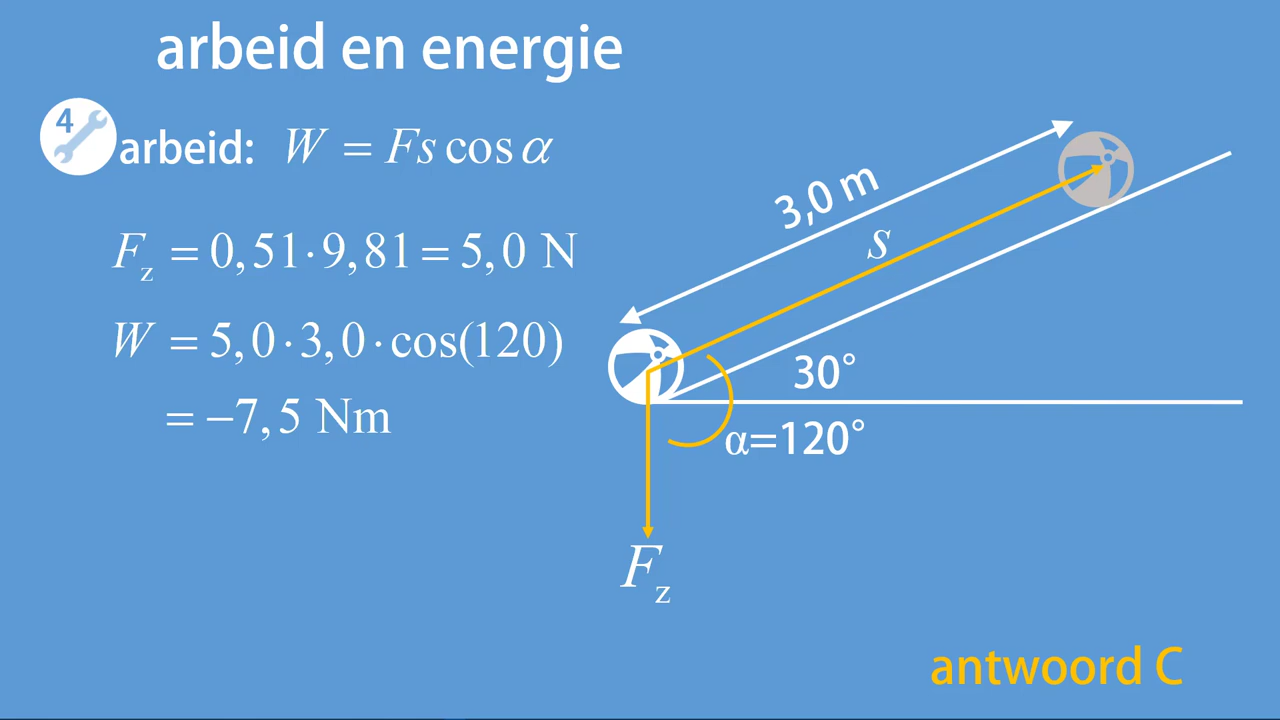 arbeid en energie
4
arbeid: W = Fs cos α
F_z = 0,51·9,81 = 5,0 N
W = 5,0·3,0·cos(120)
= −7,5 Nm
3,0 m
s
30°
α=120°
F_z
antwoord C